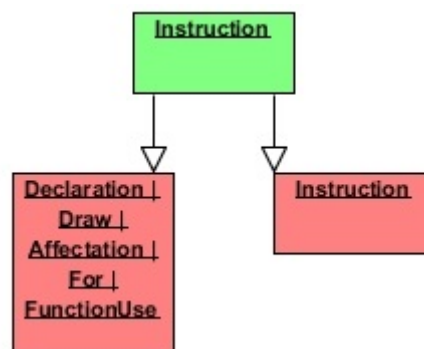 Instruction
Declaration |
Draw |
Affectation |
For |
FunctionUse
Instruction